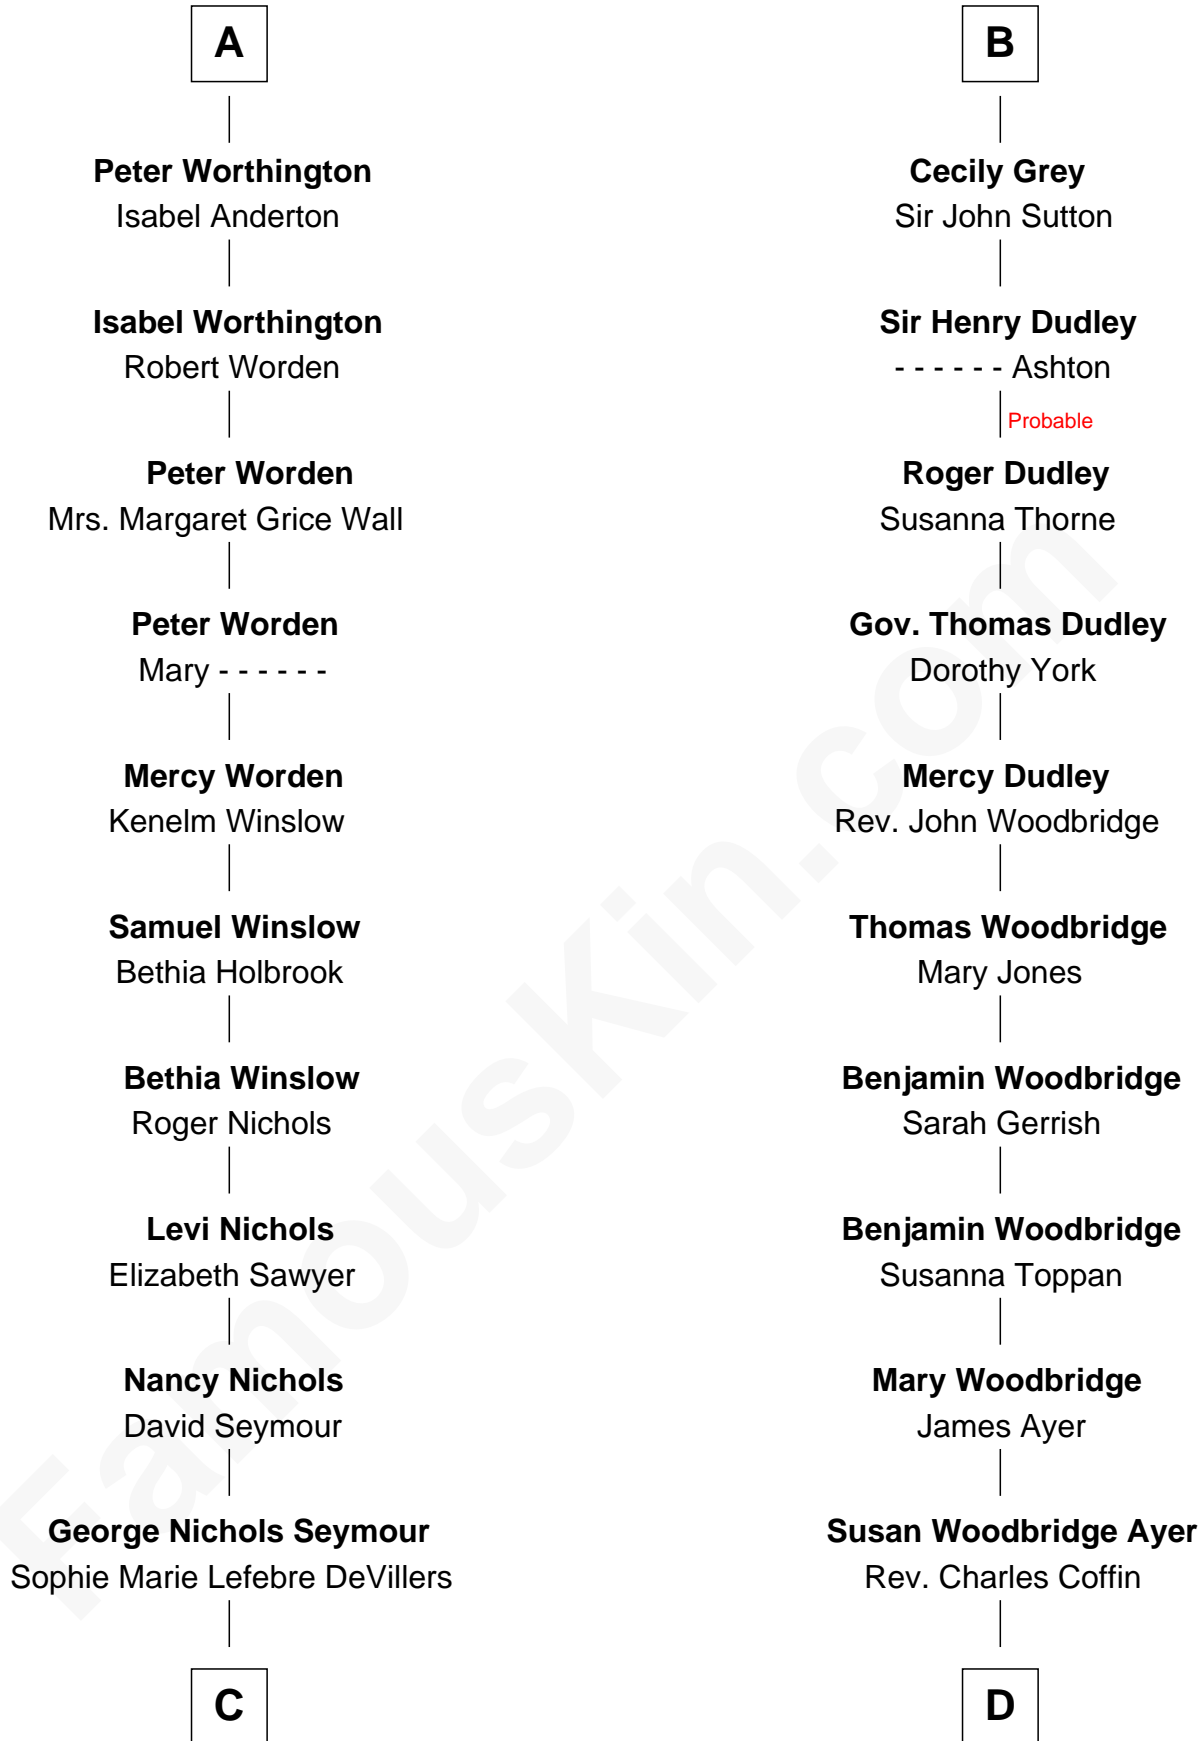 A
Peter Worthington
Isabel Anderton
Isabel Worthington
Robert Worden
Peter Worden
Mrs. Margaret Grice Wall
Peter Worden
Mary - - - - - -
Mercy Worden
Kenelm Winslow
Samuel Winslow
Bethia Holbrook
Bethia Winslow
Roger Nichols
Levi Nichols
Elizabeth Sawyer
Nancy Nichols
David Seymour
George Nichols Seymour
Sophie Marie Lefebre DeVillers
C
B
Cecily Grey
Sir John Sutton
Sir Henry Dudley
- - - - - - Ashton
Probable
Roger Dudley
Susanna Thorne
Gov. Thomas Dudley
Dorothy York
Mercy Dudley
Rev. John Woodbridge
Thomas Woodbridge
Mary Jones
Benjamin Woodbridge
Sarah Gerrish
Benjamin Woodbridge
Susanna Toppan
Mary Woodbridge
James Ayer
Susan Woodbridge Ayer
Rev. Charles Coffin
D
FamousKin.com